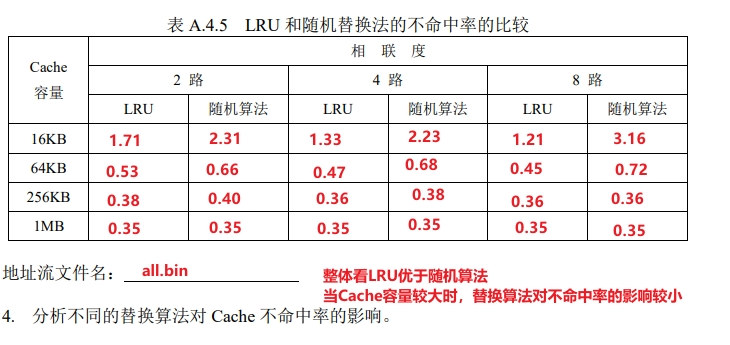 表 A.4.5 LRU 和随机替换法的不命中率的比较
Cache 容量 相 联 度
2 路 4 路 8 路
LRU 随机算法 LRU 随机算法 LRU 随机算法
16KB 1.71 2.31 1.33 2.23 1.21 3.16
64KB 0.53 0.66 0.47 0.68 0.45 0.72
256KB 0.38 0.40 0.36 0.38 0.36 0.36
1MB 0.35 0.35 0.35 0.35 0.35 0.35
地址流文件名： all.bin
整体看LRU优于随机算法
当Cache容量较大时，替换算法对不命中率的影响较小
4. 分析不同的替换算法对 Cache 不命中率的影响。